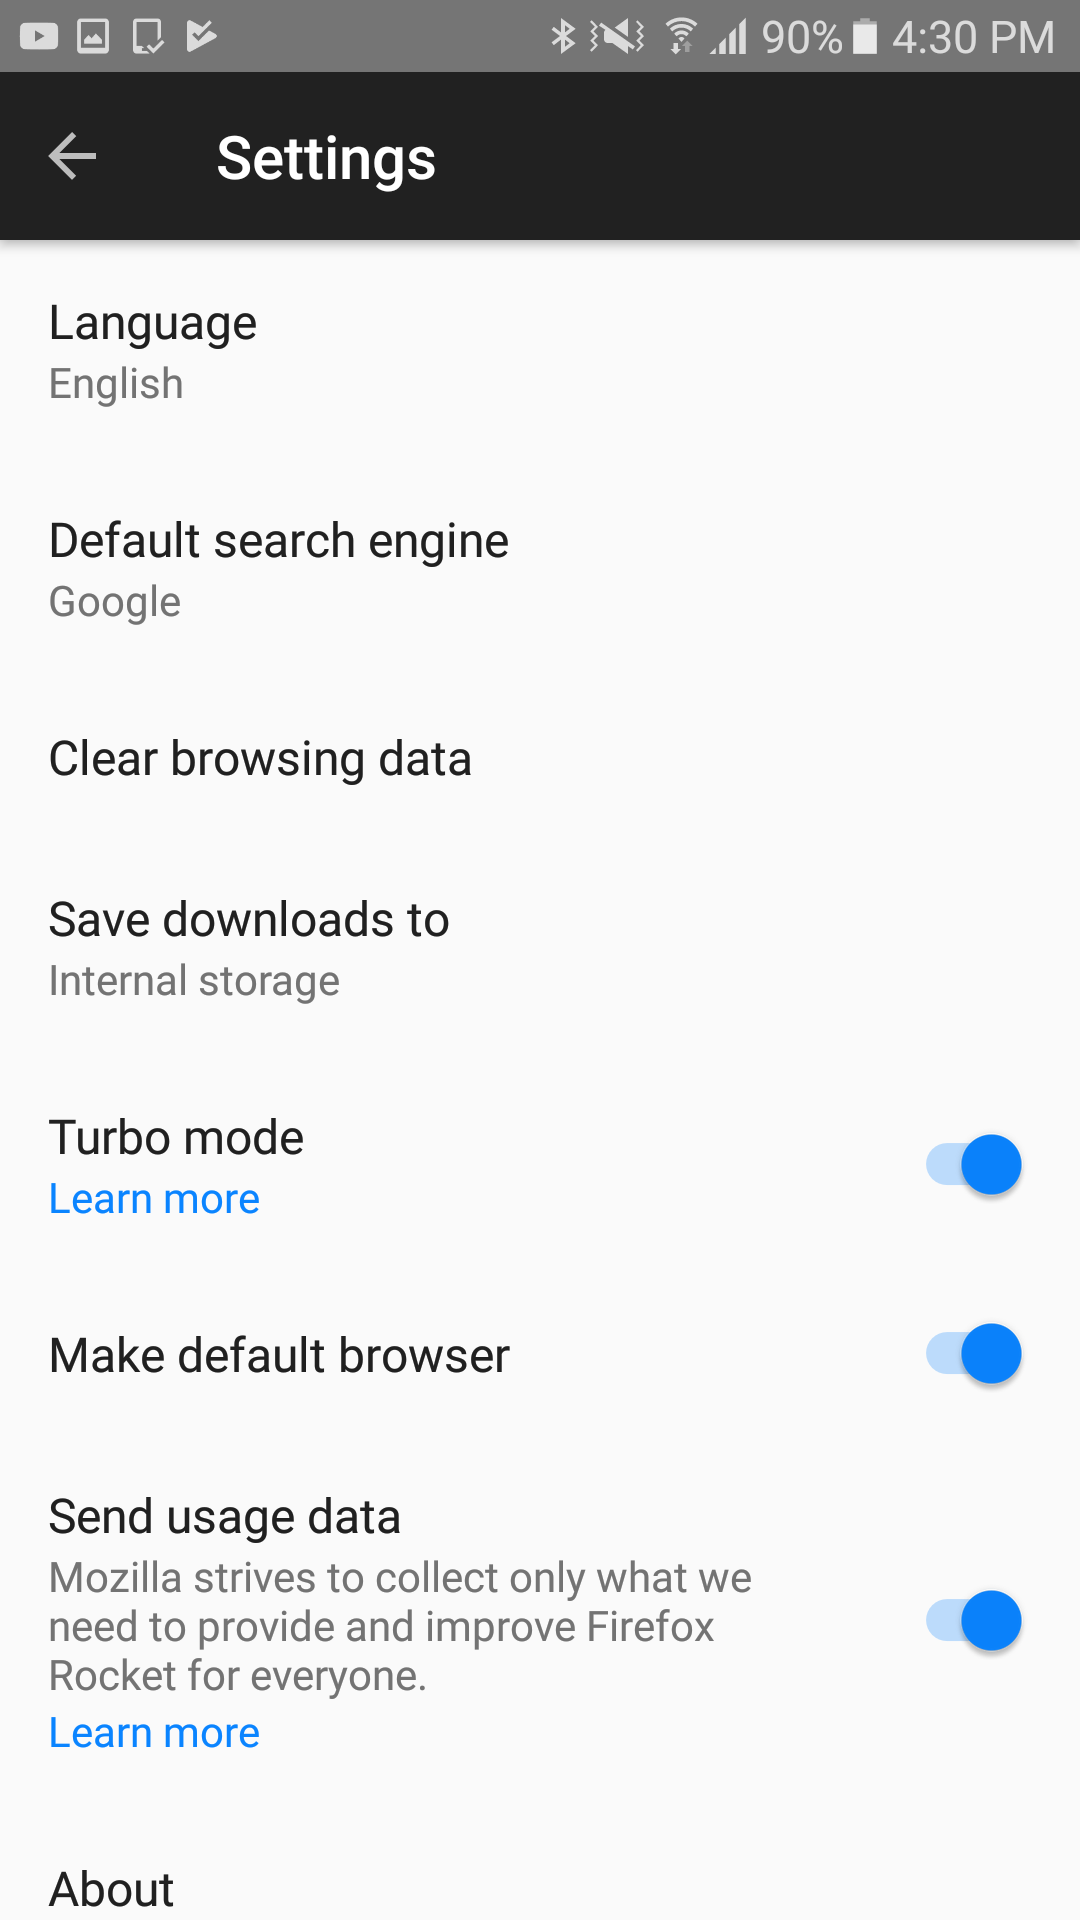 90% 4:30 PM
Settings
Language
English
Default search engine
Google
Clear browsing data
Save downloads to
Internal storage
Turbo mode
Learn more
Make default browser
Send usage data
Mozilla strives to collect only what we
need to provide and improve Firefox
Rocket for everyone.
Learn more
About